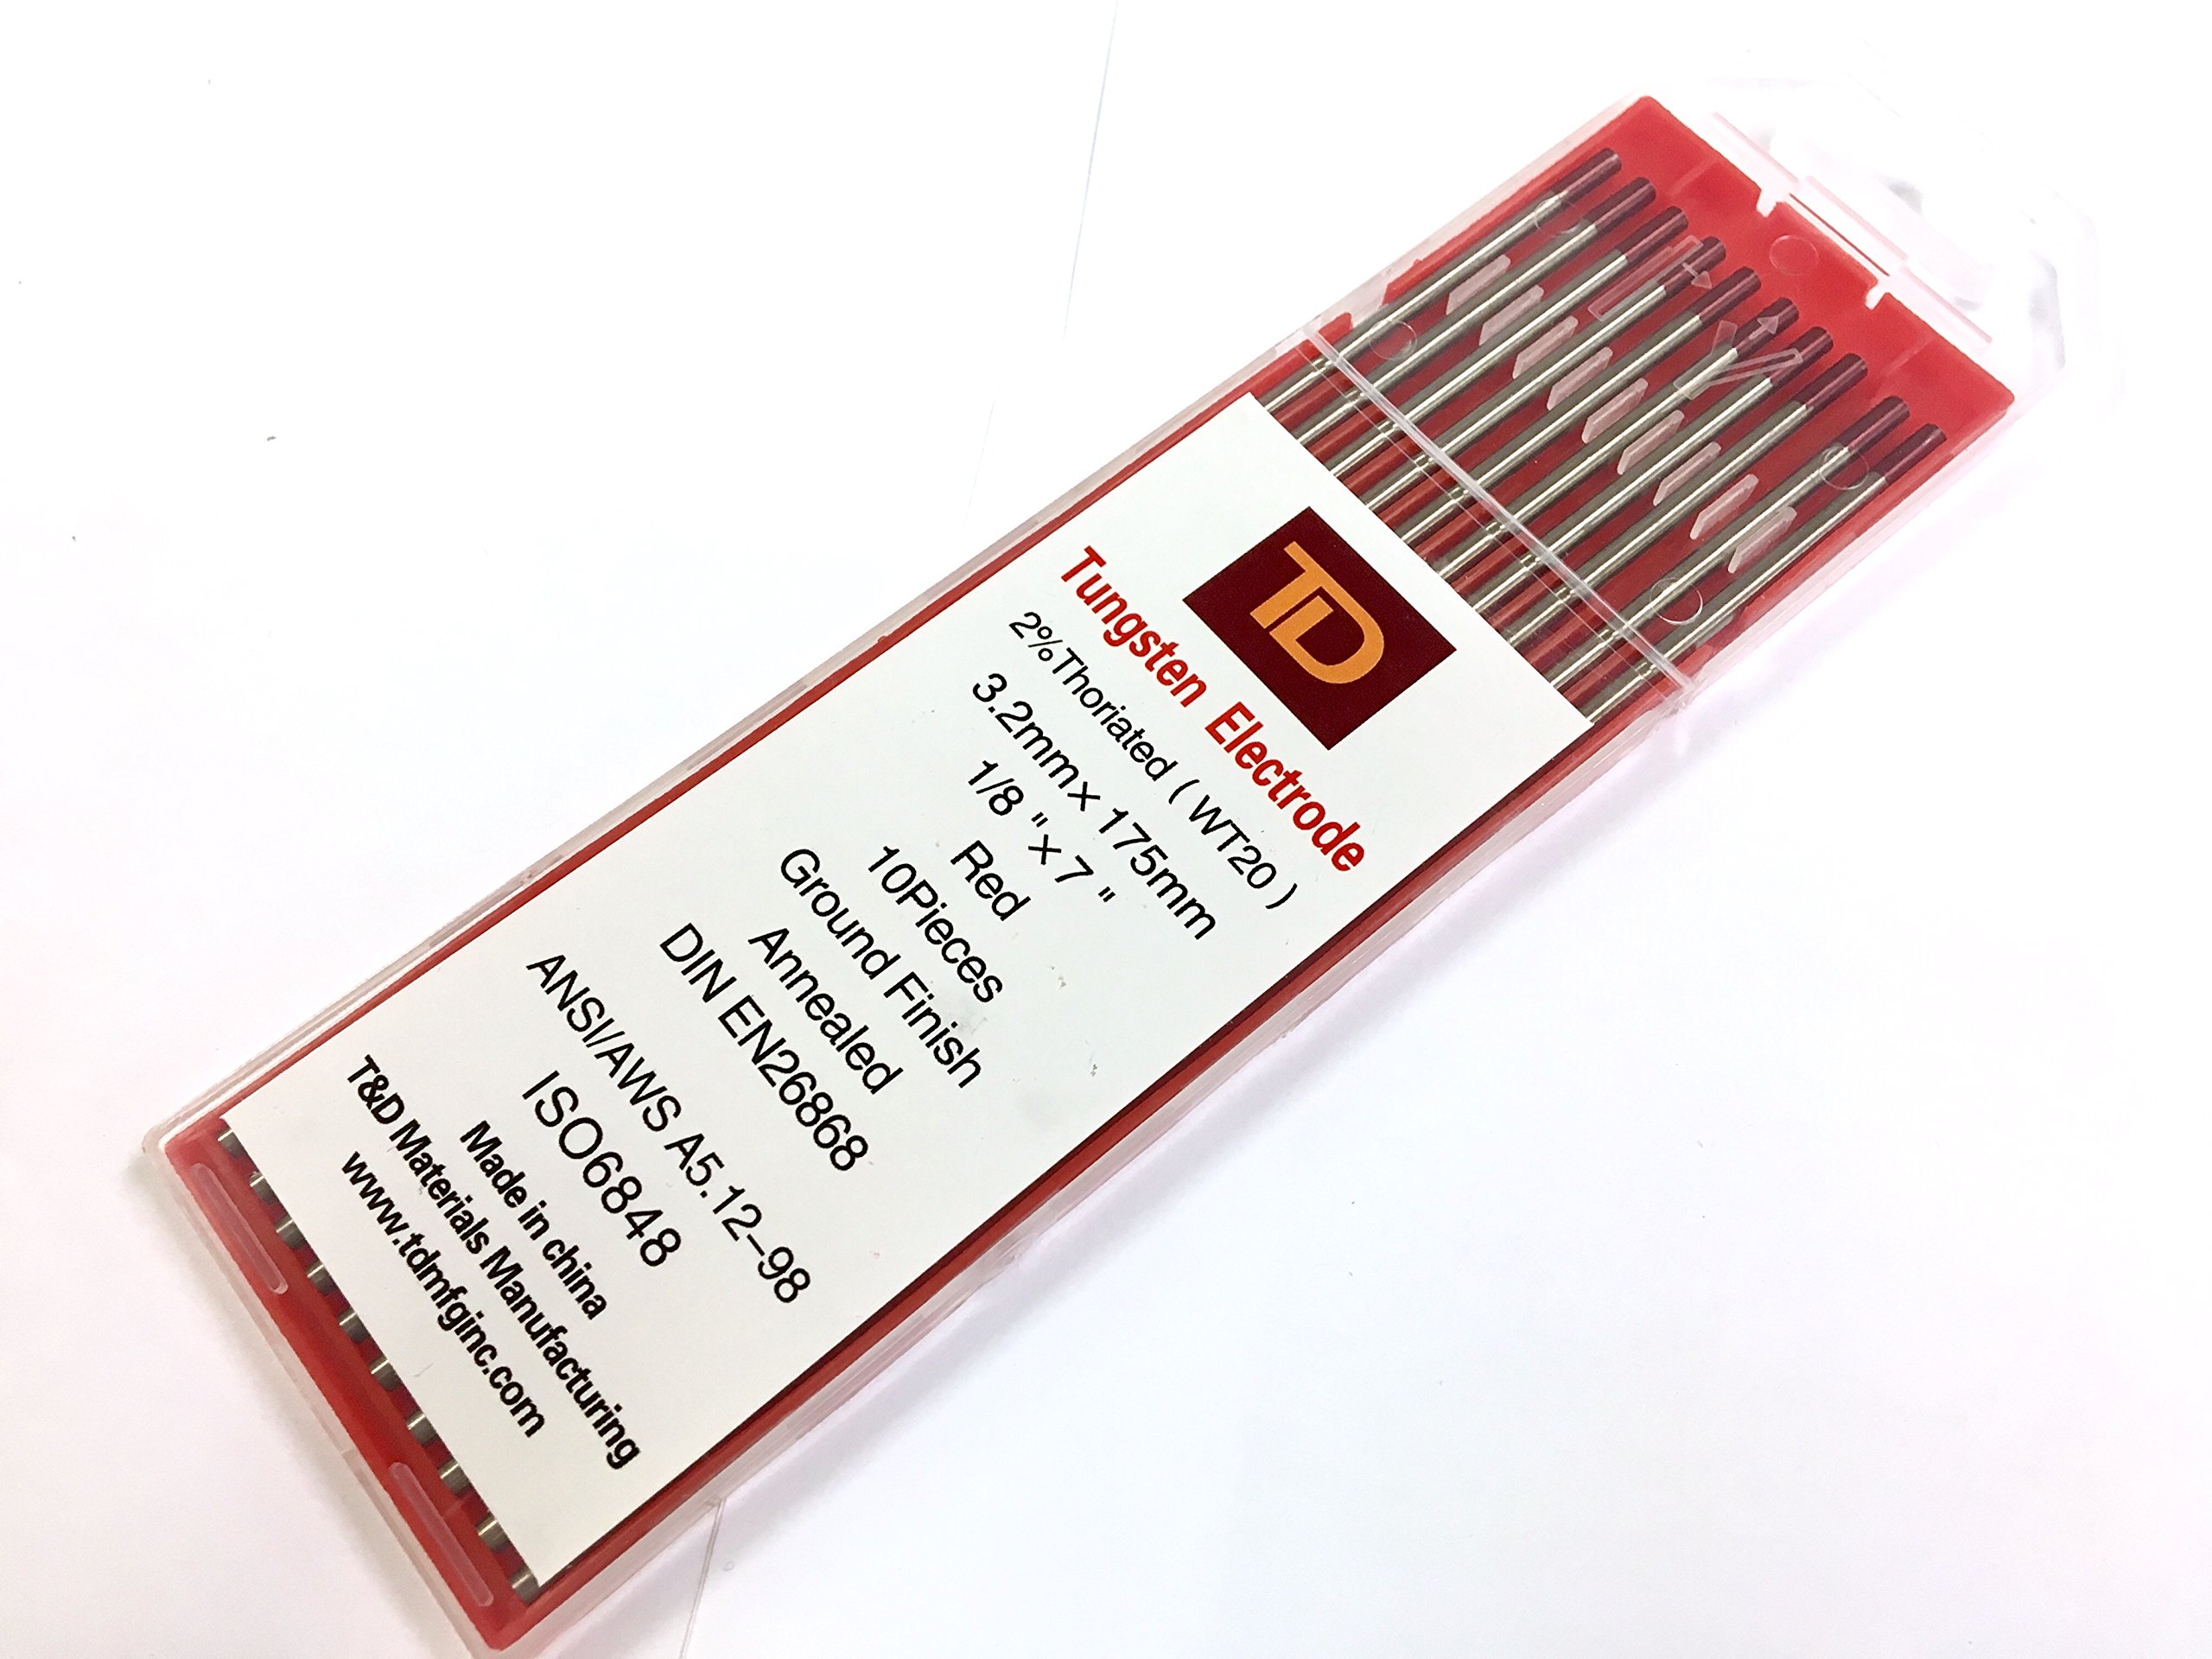 TD
Tungsten Electrode
2%Thoriated ( WT20 )
3.2mm× 175mm
1/8 "× 7 "
Red
10Pieces
Ground Finish
Annealed
DIN EN26868
ANSI/AWS A5.12–98
ISO6848
Made in china
T&D Materials Manufacturing
www.tdmfginc.com